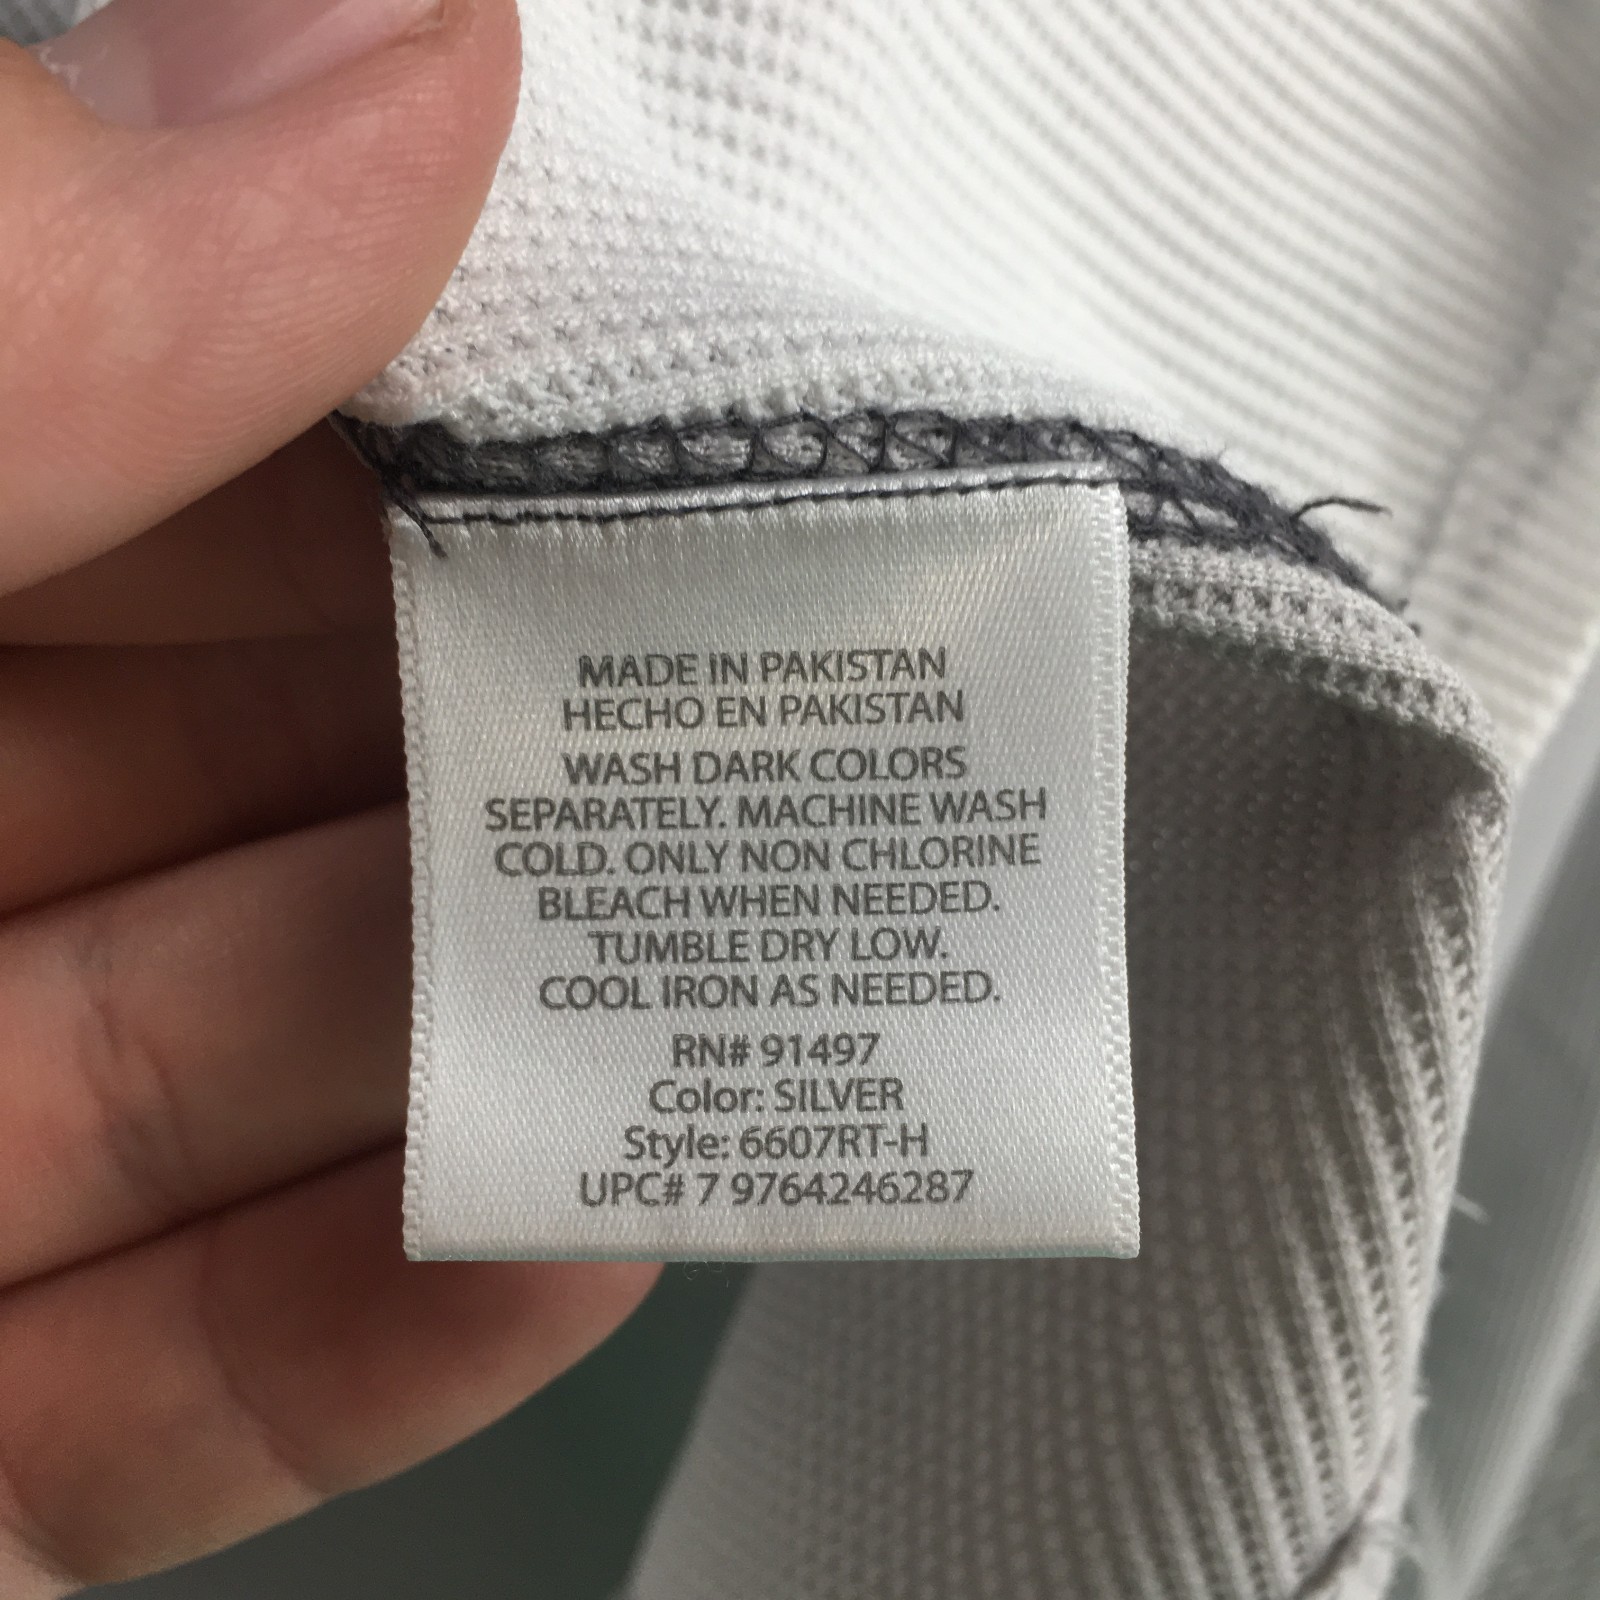 MADE IN PAKISTAN
HECHO EN PAKISTAN
WASH DARK COLORS
SEPARATELY. MACHINE WASH
COLD. ONLY NON CHLORINE
BLEACH WHEN NEEDED.
TUMBLE DRY LOW.
COOL IRON AS NEEDED.
RN# 91497
Color: SILVER
Style: 6607RT-H
UPC# 7 9764246287